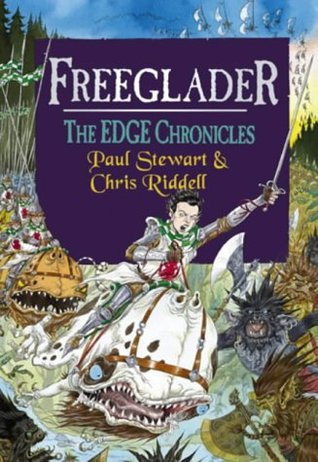 FREEGLADER
THE EDGE CHRONICLES
Paul Stewart &
Chris Riddell